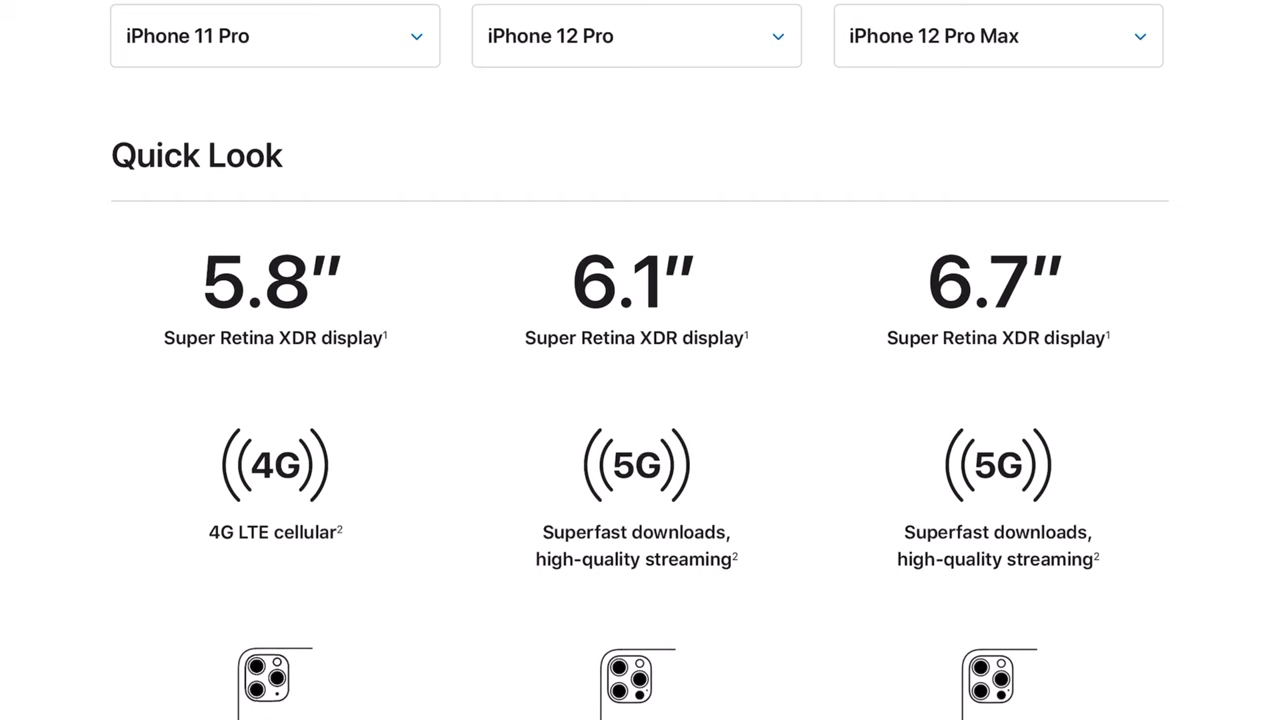 iPhone 11 Pro
iPhone 12 Pro
iPhone 12 Pro Max
Quick Look
5.8″
6.1″
6.7″
Super Retina XDR display¹
Super Retina XDR display¹
Super Retina XDR display¹
4G
5G
5G
4G LTE cellular²
Superfast downloads,
high-quality streaming²
Superfast downloads,
high-quality streaming²